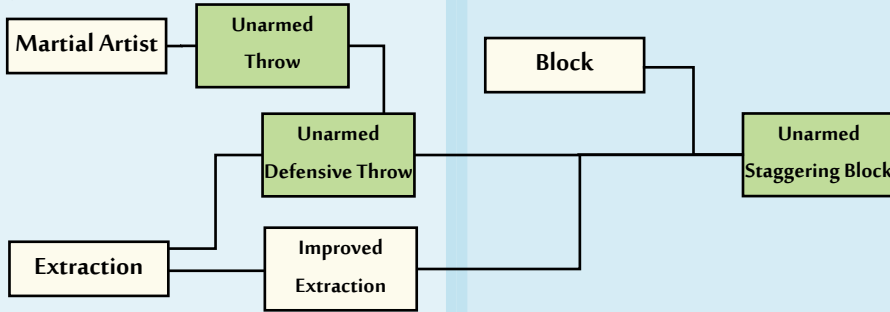 Martial Artist
Unarmed
Throw
Block
Unarmed
Defensive Throw
Unarmed
Staggering Block
Extraction
Improved
Extraction